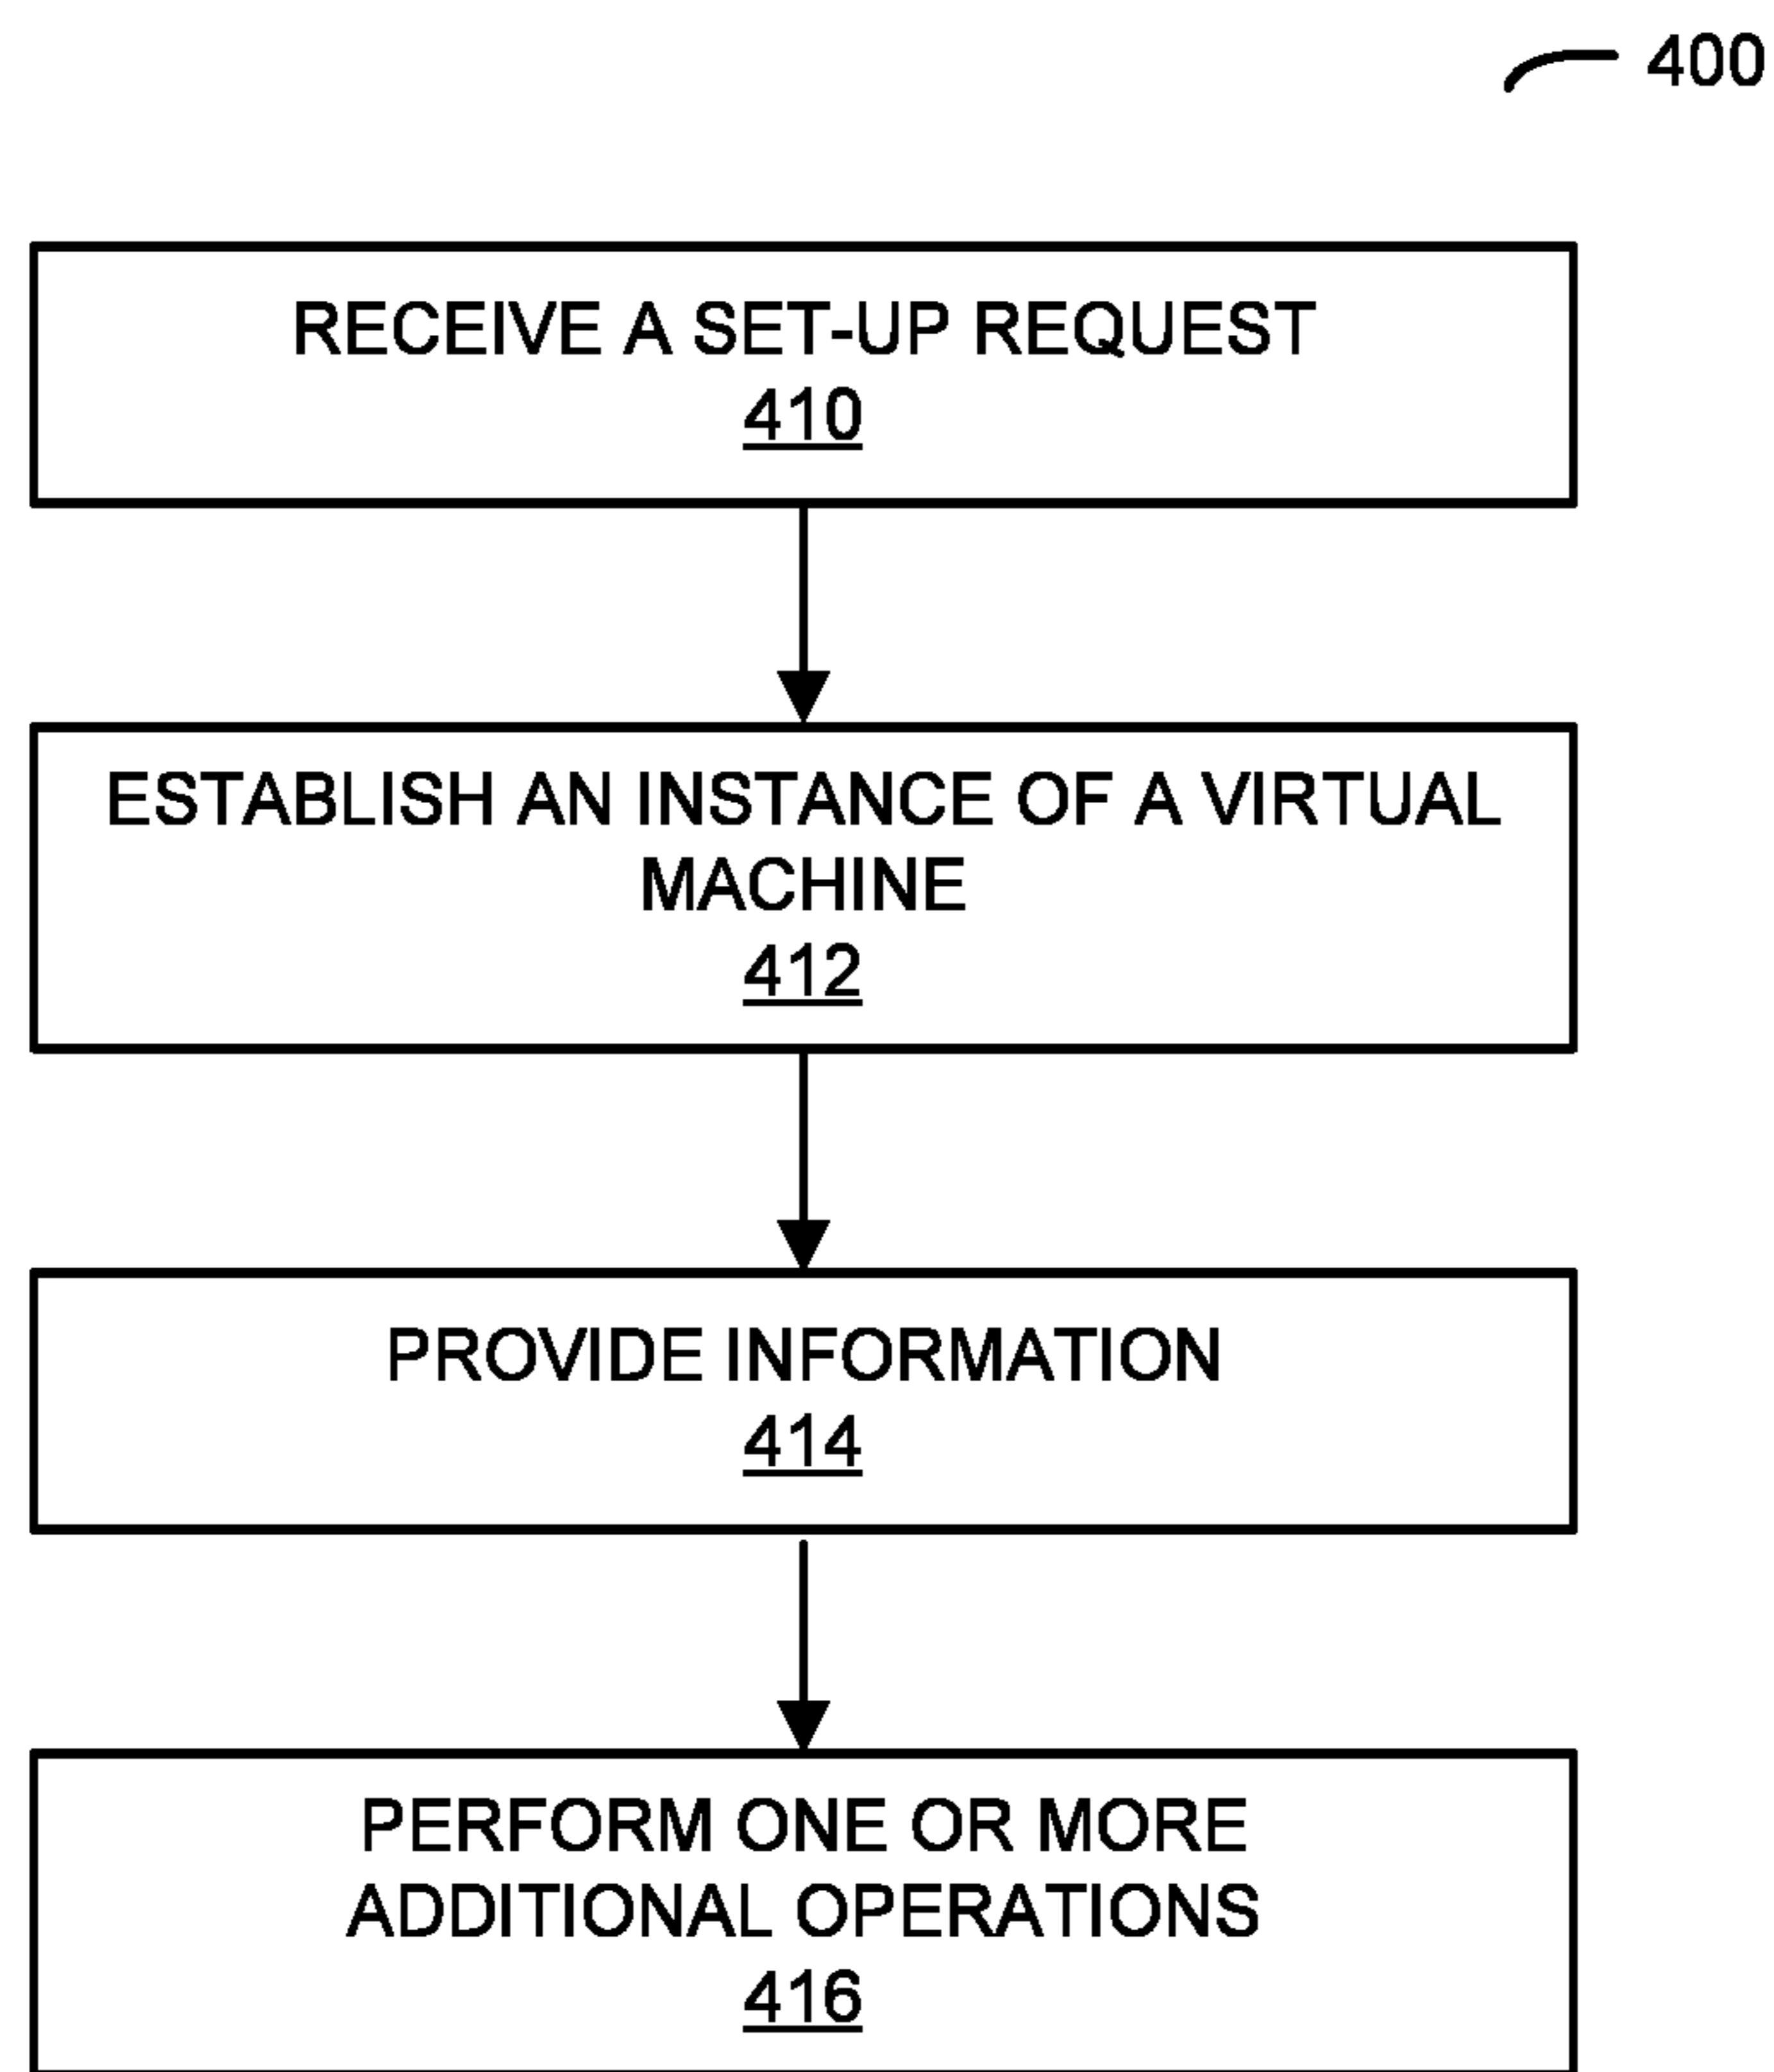 400
RECEIVE A SET-UP REQUEST
410
ESTABLISH AN INSTANCE OF A VIRTUAL
MACHINE
412
PROVIDE INFORMATION
414
PERFORM ONE OR MORE
ADDITIONAL OPERATIONS
416